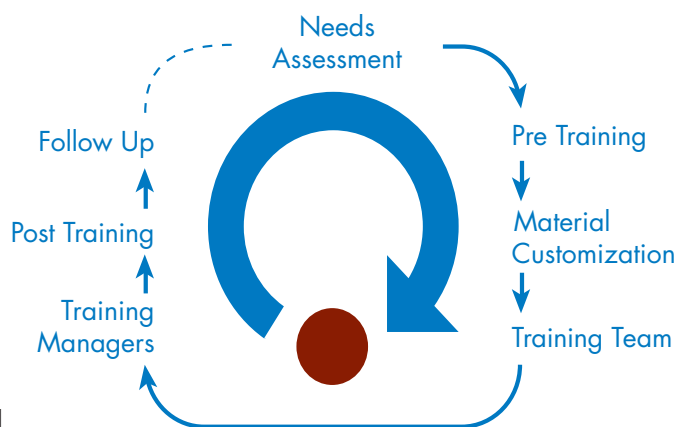 Needs
Assessment
Pre Training
Material
Customization
Training Team
Training
Managers
Post Training
Follow Up